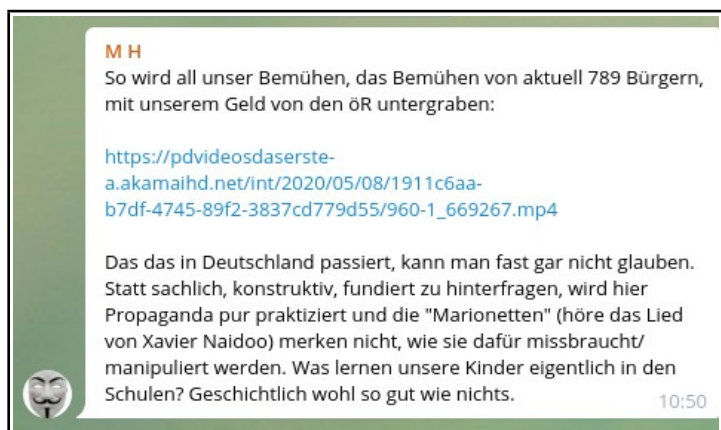 M H
So wird all unser Bemühen, das Bemühen von aktuell 789 Bürgern,
mit unserem Geld von den öR untergraben:
https://pdvideosdaserste-
a.akamaihd.net/int/2020/05/08/1911c6aa-
b7df-4745-89f2-3837cd779d55/960-1_669267.mp4
Das das in Deutschland passiert, kann man fast gar nicht glauben.
Statt sachlich, konstruktiv, fundiert zu hinterfragen, wird hier
Propaganda pur praktiziert und die "Marionetten" (höre das Lied
von Xavier Naidoo) merken nicht, wie sie dafür missbraucht/
manipuliert werden. Was lernen unsere Kinder eigentlich in den
Schulen? Geschichtlich wohl so gut wie nichts.
10:50